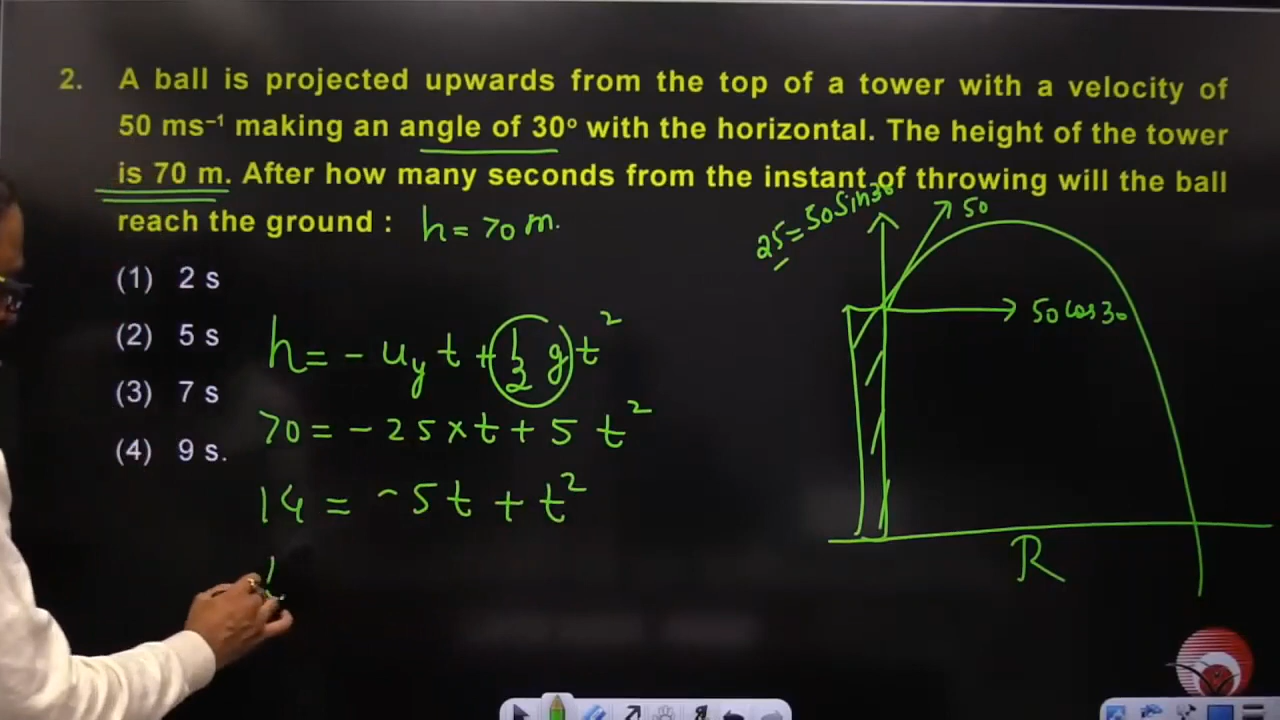 2. A ball is projected upwards from the top of a tower with a velocity of
50 ms⁻¹ making an angle of 30° with the horizontal. The height of the tower
is 70 m. After how many seconds from the instant of throwing will the ball
reach the ground : h = 70 m.
25 = 50 Sin 30
50
50 cos 30
(1) 2 s
(2) 5 s
(3) 7 s
(4) 9 s.
h = - u_y t + 1/2 g t²
70 = - 25 × t + 5 t²
14 = - 5t + t²
R